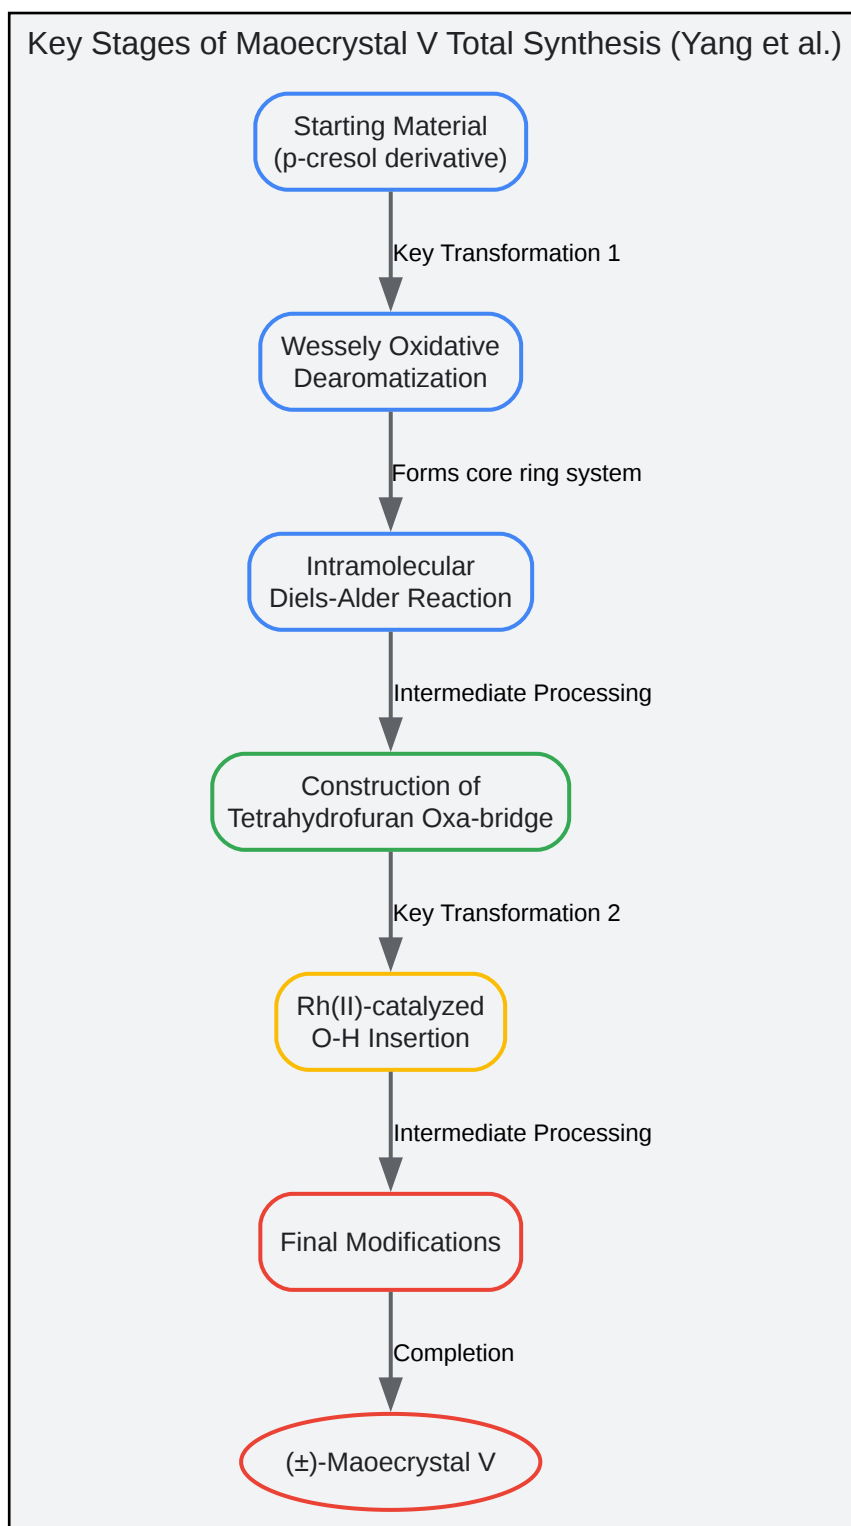 Key Stages of Maoecrystal V Total Synthesis (Yang et al.)
Starting Material
(p-cresol derivative)
Key Transformation 1
Wessely Oxidative
Dearomatization
Forms core ring system
Intramolecular
Diels-Alder Reaction
Intermediate Processing
Construction of
Tetrahydrofuran Oxa-bridge
Key Transformation 2
Rh(II)-catalyzed
O-H Insertion
Intermediate Processing
Final Modifications
Completion
(±)-Maoecrystal V